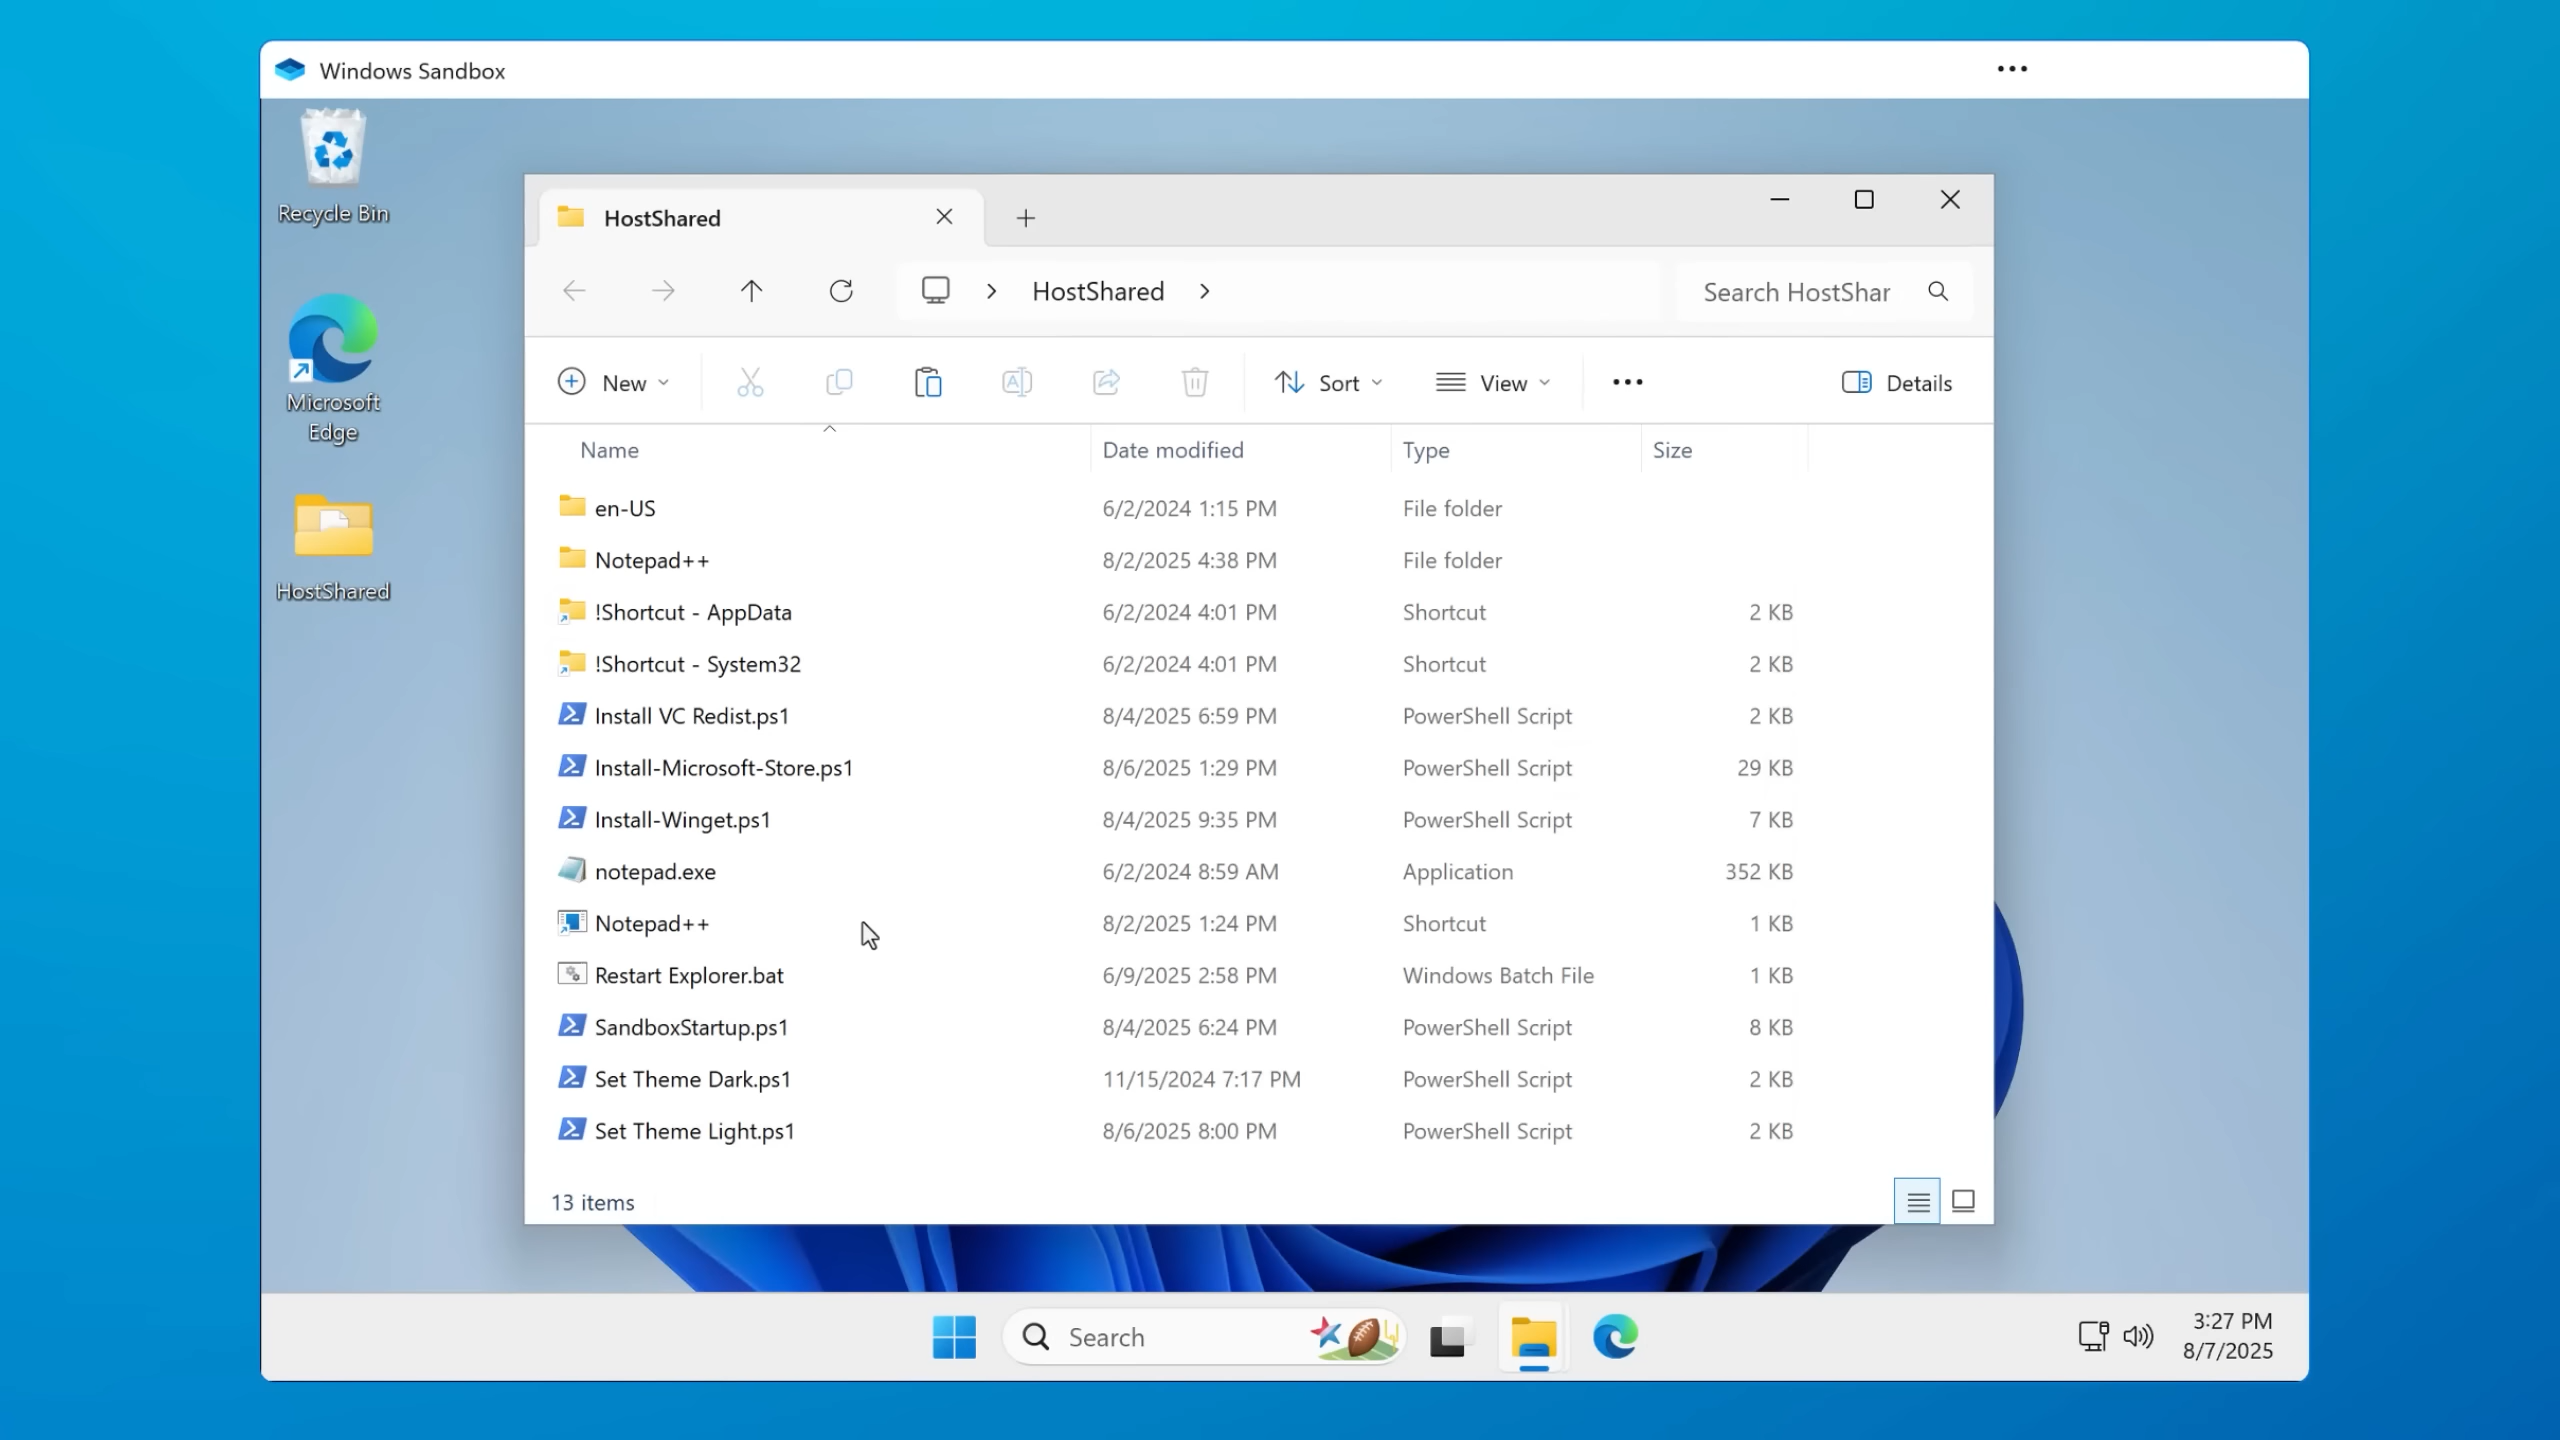 Windows Sandbox
Recycle Bin
Microsoft
Edge
HostShared
HostShared
HostShared
Search HostShar
New
Sort
View
Details
Name Date modified Type Size
en-US 6/2/2024 1:15 PM File folder
Notepad++ 8/2/2025 4:38 PM File folder
!Shortcut - AppData 6/2/2024 4:01 PM Shortcut 2 KB
!Shortcut - System32 6/2/2024 4:01 PM Shortcut 2 KB
Install VC Redist.ps1 8/4/2025 6:59 PM PowerShell Script 2 KB
Install-Microsoft-Store.ps1 8/6/2025 1:29 PM PowerShell Script 29 KB
Install-Winget.ps1 8/4/2025 9:35 PM PowerShell Script 7 KB
notepad.exe 6/2/2024 8:59 AM Application 352 KB
Notepad++ 8/2/2025 1:24 PM Shortcut 1 KB
Restart Explorer.bat 6/9/2025 2:58 PM Windows Batch File 1 KB
SandboxStartup.ps1 8/4/2025 6:24 PM PowerShell Script 8 KB
Set Theme Dark.ps1 11/15/2024 7:17 PM PowerShell Script 2 KB
Set Theme Light.ps1 8/6/2025 8:00 PM PowerShell Script 2 KB
13 items
Search
3:27 PM
8/7/2025